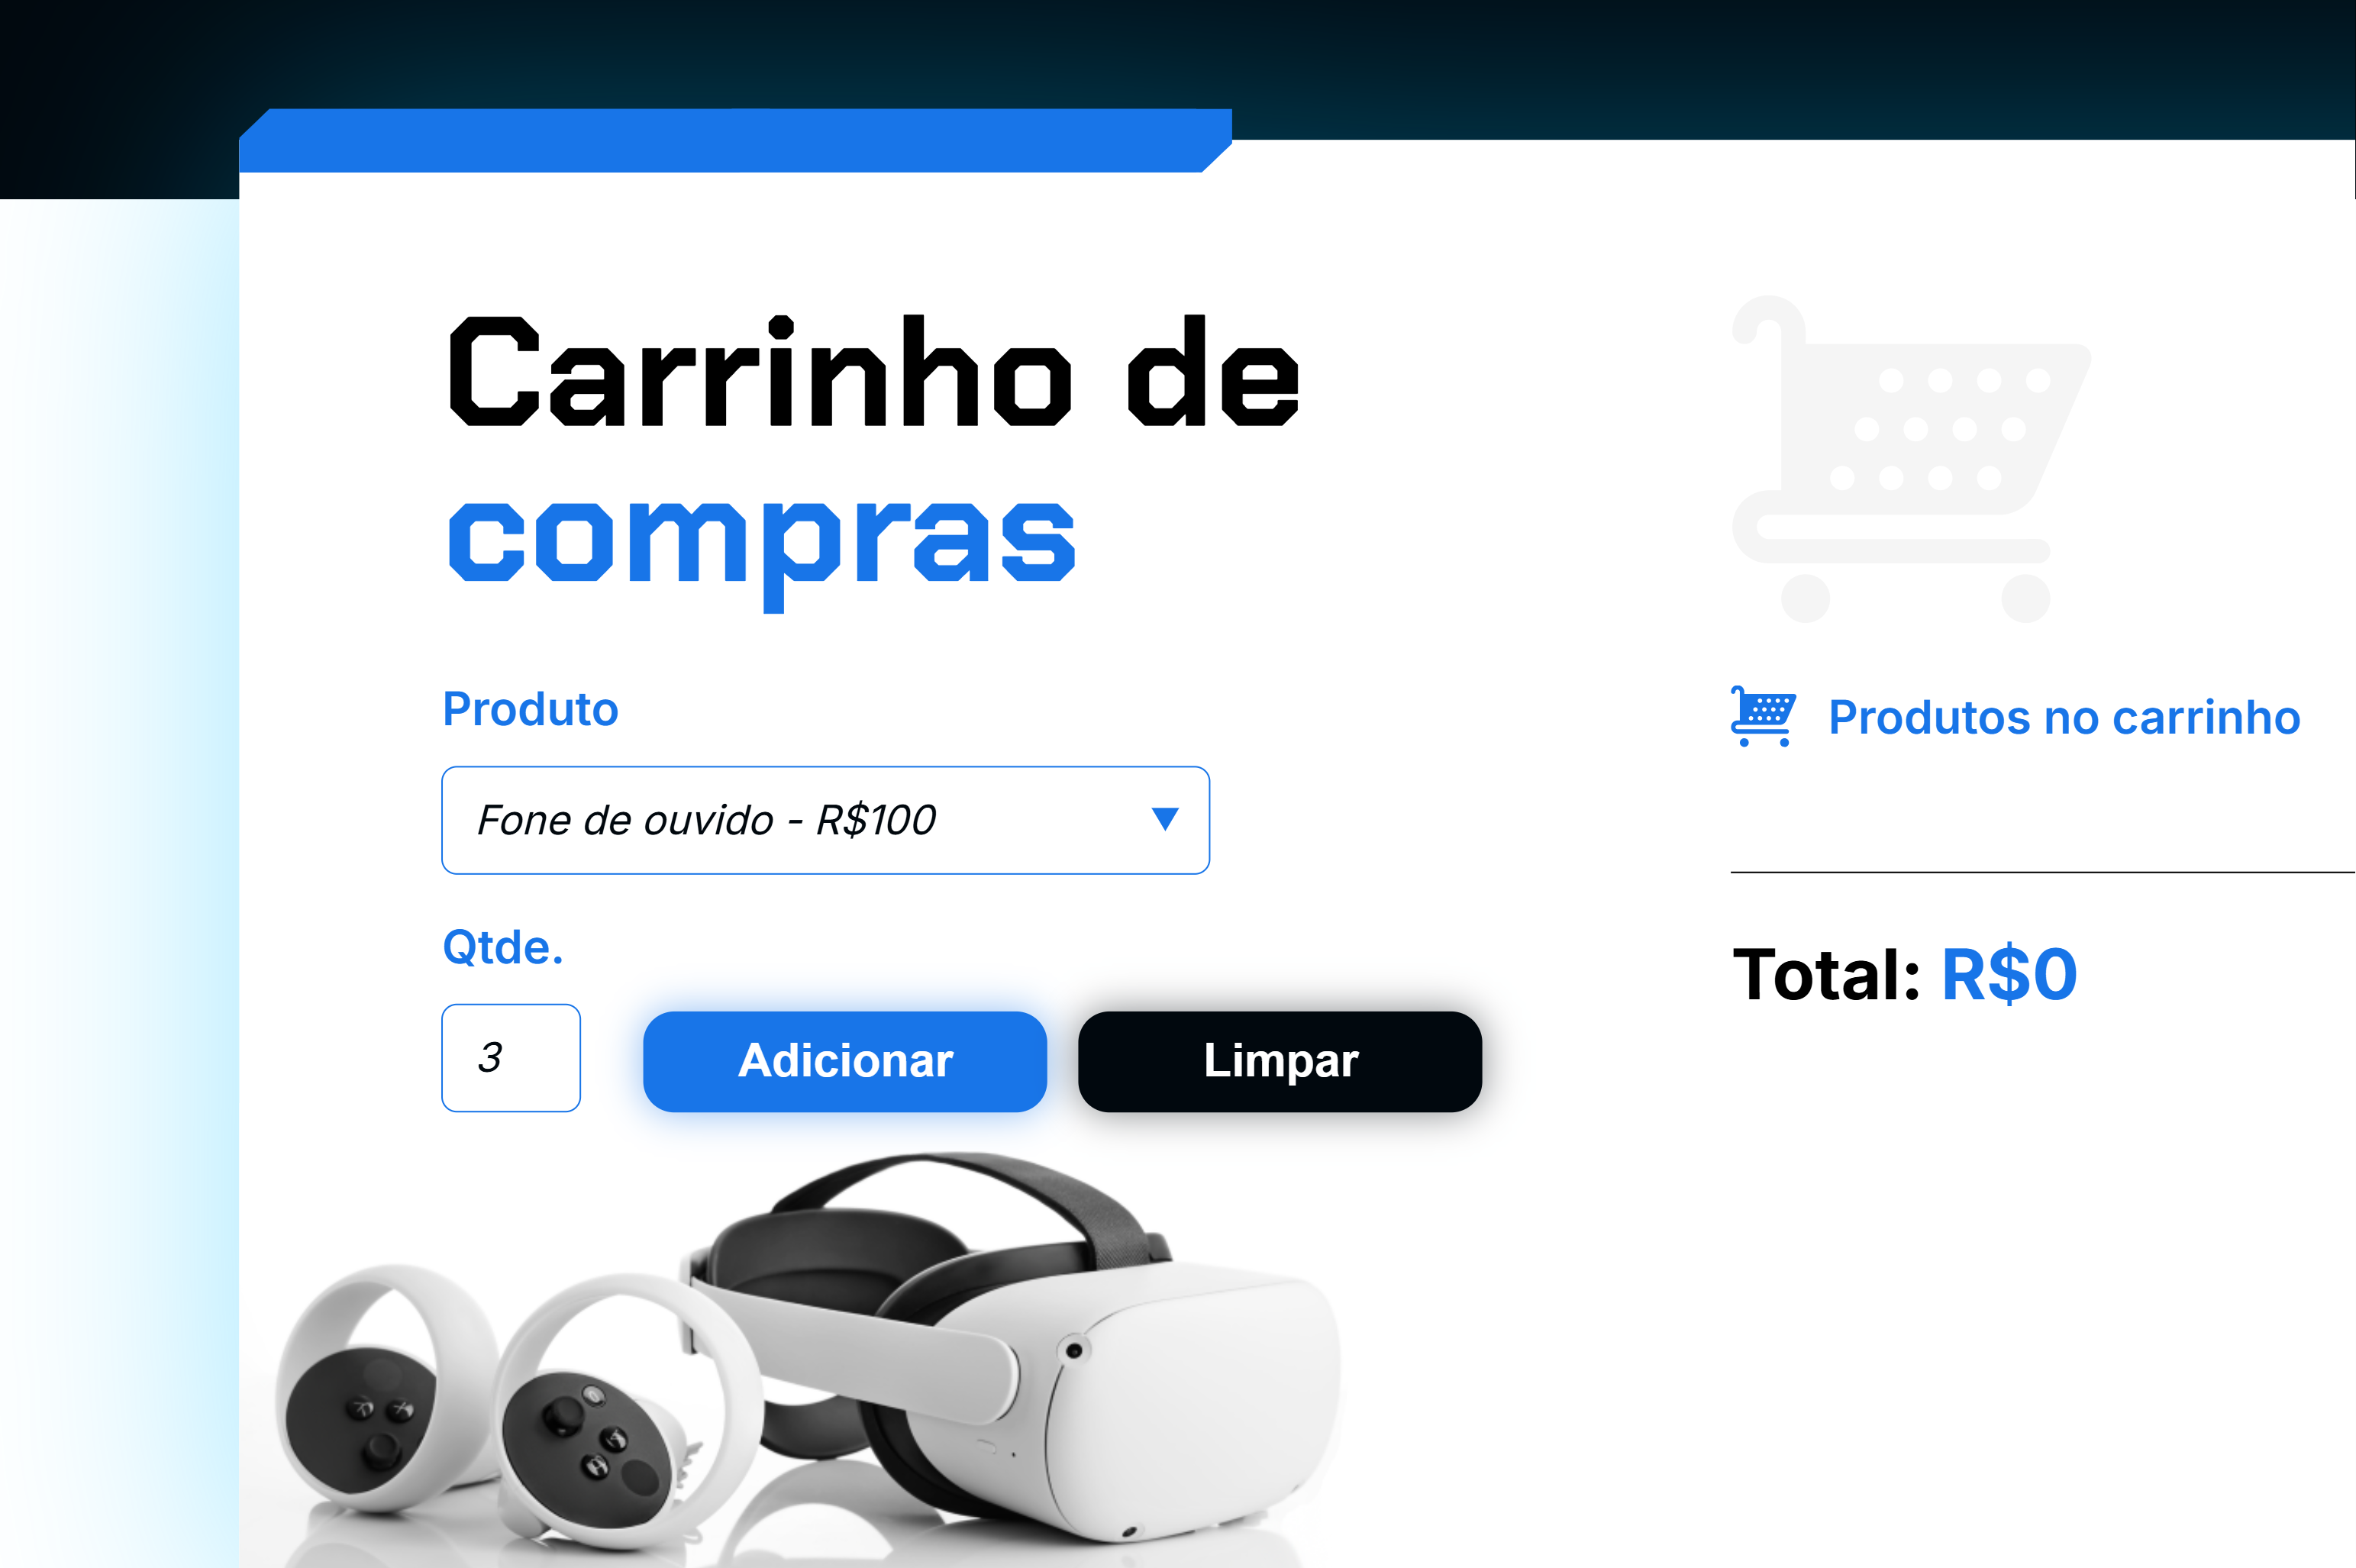 Carrinho de
compras
Produto
Fone de ouvido - R$100
Qtde.
3
Adicionar
Limpar
Produtos no carrinho
Total: R$0